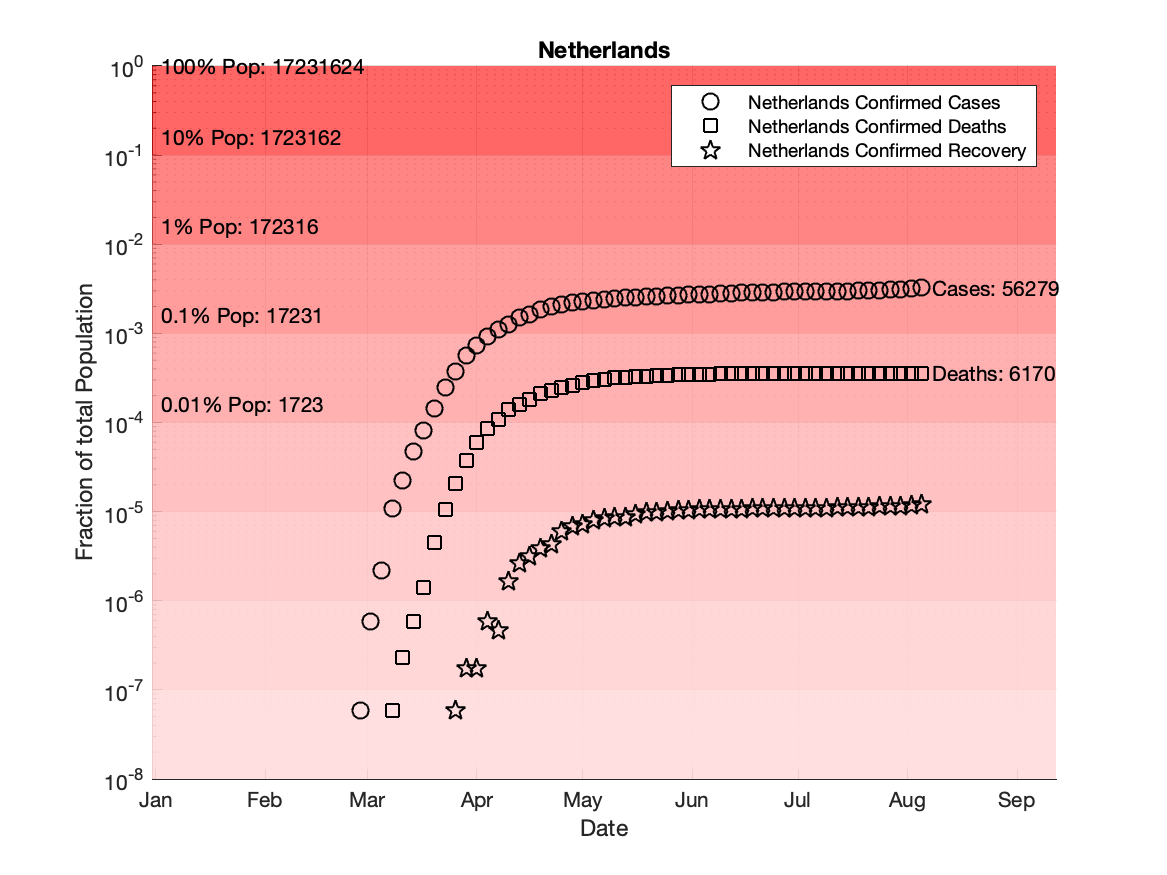 Netherlands
10^0
100% Pop: 17231624
Netherlands Confirmed Cases
Netherlands Confirmed Deaths
Netherlands Confirmed Recovery
10% Pop: 1723162
10^-1
1% Pop: 172316
10^-2
Cases: 56279
0.1% Pop: 17231
10^-3
Deaths: 6170
0.01% Pop: 1723
10^-4
10^-5
10^-6
10^-7
10^-8
Fraction of total Population
Jan Feb Mar Apr May Jun Jul Aug Sep
Date